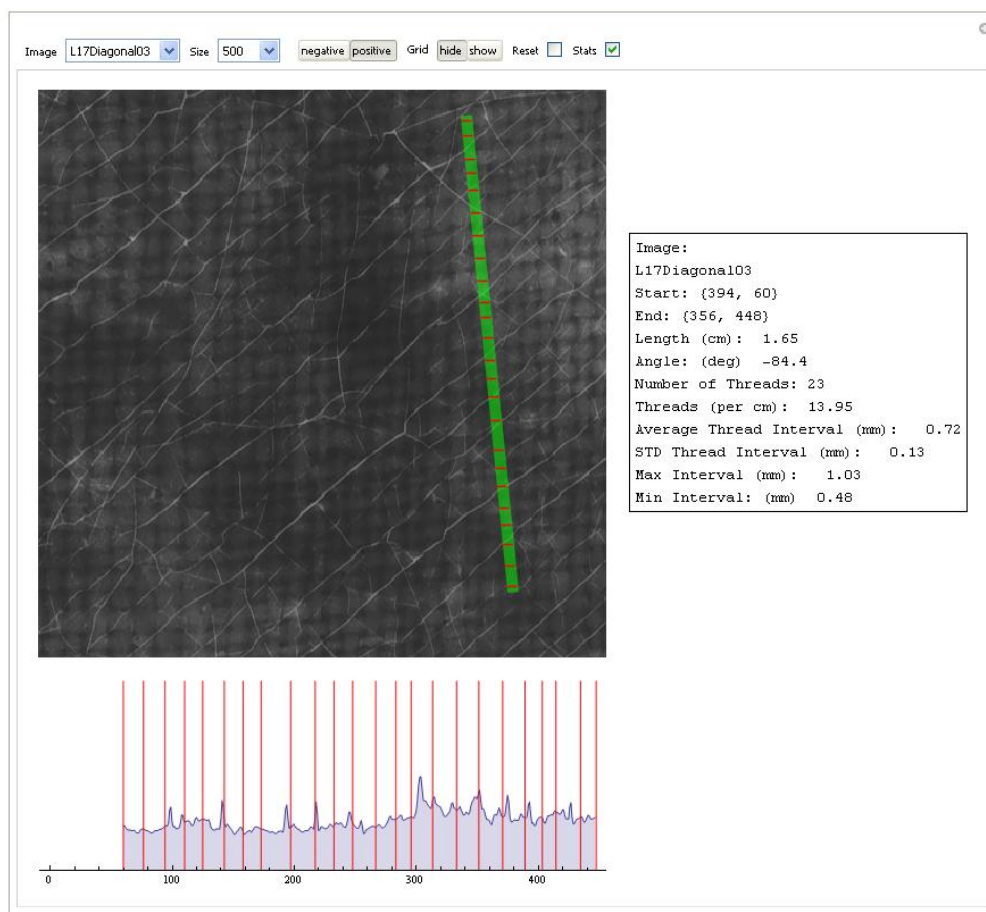 Image L17Diagonal03 Size 500 negative positive Grid hide show Reset Stats
Image:
L17Diagonal03
Start: {394, 60}
End: {356, 448}
Length (cm): 1.65
Angle: (deg) -84.4
Number of Threads: 23
Threads (per cm): 13.95
Average Thread Interval (mm): 0.72
STD Thread Interval (mm): 0.13
Max Interval (mm): 1.03
Min Interval: (mm) 0.48
0 100 200 300 400